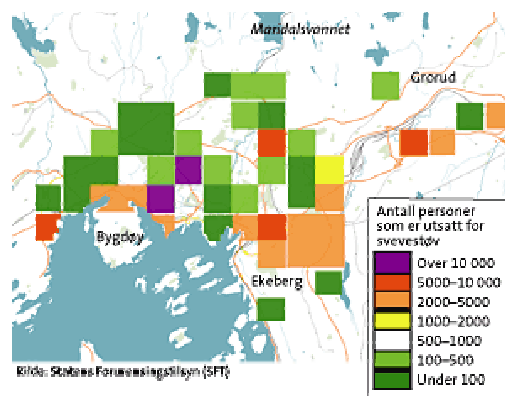 Maridalsvannet
Grorud
Bygdøy
Ekeberg
Antall personer
som er utsatt for
svevestøv
Over 10 000
5000–10 000
2000–5000
1000–2000
500–1000
100–500
Under 100
Kilde: Statens Forurensingstilsyn (SFT)